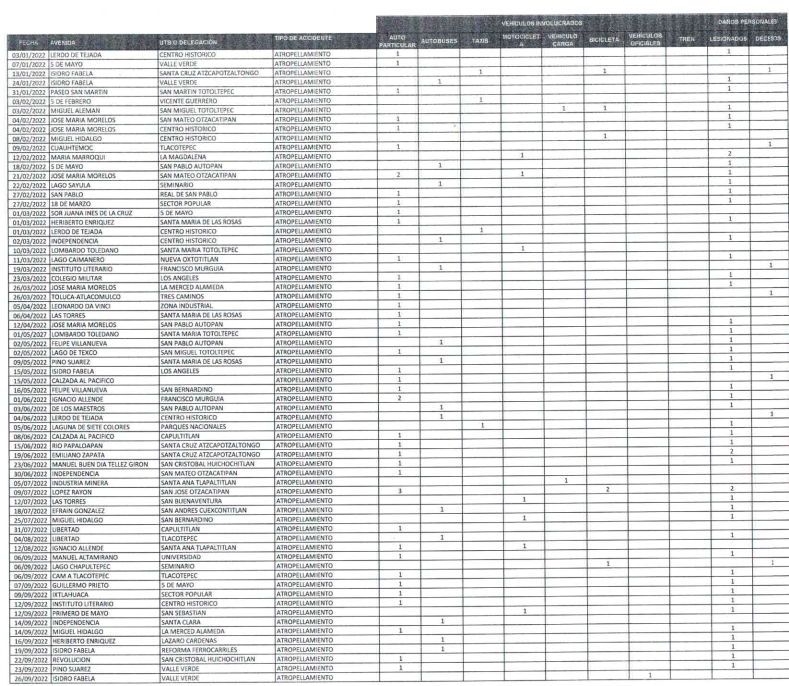 VEHICULOS INVOLUCRADOS DAÑOS PERSONALES
FECHA AVENIDA UTB O DELEGACIÓN TIPO DE ACCIDENTE AUTO PARTICULAR AUTOBUSES TAXIS MOTOCICLETA VEHICULO CARGA BICICLETA VEHICULOS OFICIALES TREN LESIONADOS DECESOS
03/01/2022 LERDO DE TEJADA CENTRO HISTORICO ATROPELLAMIENTO 1 1
07/01/2022 5 DE MAYO VALLE VERDE ATROPELLAMIENTO 1
13/01/2022 ISIDRO FABELA SANTA CRUZ ATZCAPOTZALTONGO ATROPELLAMIENTO 1 1 1
24/01/2022 ISIDRO FABELA VALLE VERDE ATROPELLAMIENTO 1 1
31/01/2022 PASEO SAN MARTIN SAN MARTIN TOTOLTEPEC ATROPELLAMIENTO 1 1
03/02/2022 5 DE FEBRERO VICENTE GUERRERO ATROPELLAMIENTO 1
03/02/2022 MIGUEL ALEMAN SAN MIGUEL TOTOLTEPEC ATROPELLAMIENTO 1 1 1
04/02/2022 JOSE MARIA MORELOS SAN MATEO OTZACATIPAN ATROPELLAMIENTO 1 1
04/02/2022 JOSE MARIA MORELOS CENTRO HISTORICO ATROPELLAMIENTO 1 1
08/02/2022 MIGUEL HIDALGO CENTRO HISTORICO ATROPELLAMIENTO 1
09/02/2022 CUAUHTEMOC TLACOTEPEC ATROPELLAMIENTO 1 1
12/02/2022 MARIA MARROQUI LA MAGDALENA ATROPELLAMIENTO 1 2
18/02/2022 5 DE MAYO SAN PABLO AUTOPAN ATROPELLAMIENTO 1 1
21/02/2022 JOSE MARIA MORELOS SAN MATEO OTZACATIPAN ATROPELLAMIENTO 2 1 1
22/02/2022 LAGO SAYULA SEMINARIO ATROPELLAMIENTO 1 1
27/02/2022 SAN PABLO REAL DE SAN PABLO ATROPELLAMIENTO 1 1
27/02/2022 18 DE MARZO SECTOR POPULAR ATROPELLAMIENTO 1 1
01/03/2022 SOR JUANA INES DE LA CRUZ 5 DE MAYO ATROPELLAMIENTO 1
01/03/2022 HERIBERTO ENRIQUEZ SANTA MARIA DE LAS ROSAS ATROPELLAMIENTO 1 1
01/03/2022 LERDO DE TEJADA CENTRO HISTORICO ATROPELLAMIENTO 1
02/03/2022 INDEPENDENCIA CENTRO HISTORICO ATROPELLAMIENTO 1 1
10/03/2022 LOMBARDO TOLEDANO SANTA MARIA TOTOLTEPEC ATROPELLAMIENTO 1
11/03/2022 LAGO CAIMANERO NUEVA OXTOTITLAN ATROPELLAMIENTO 1 1
19/03/2022 INSTITUTO LITERARIO FRANCISCO MURGUIA ATROPELLAMIENTO 1 1
23/03/2022 COLEGIO MILITAR LOS ANGELES ATROPELLAMIENTO 1 1
26/03/2022 JOSE MARIA MORELOS LA MERCED ALAMEDA ATROPELLAMIENTO 1 1
26/03/2022 TOLUCA-ATLACOMULCO TRES CAMINOS ATROPELLAMIENTO 1 1
05/04/2022 LEONARDO DA VINCI ZONA INDUSTRIAL ATROPELLAMIENTO 1
06/04/2022 LAS TORRES SANTA MARIA DE LAS ROSAS ATROPELLAMIENTO 1
12/04/2022 JOSE MARIA MORELOS SAN PABLO AUTOPAN ATROPELLAMIENTO 1 1
01/05/2022 LOMBARDO TOLEDANO SANTA MARIA TOTOLTEPEC ATROPELLAMIENTO 1 1
02/05/2022 FELIPE VILLANUEVA SAN PABLO AUTOPAN ATROPELLAMIENTO 1 1
02/05/2022 LAGO DE TEXCO SAN MIGUEL TOTOLTEPEC ATROPELLAMIENTO 1 1
09/05/2022 PINO SUAREZ SANTA MARIA DE LAS ROSAS ATROPELLAMIENTO 1 1
15/05/2022 ISIDRO FABELA LOS ANGELES ATROPELLAMIENTO 1 1
15/05/2022 CALZADA AL PACIFICO ATROPELLAMIENTO 1 1
16/05/2022 FELIPE VILLANUEVA SAN BERNARDINO ATROPELLAMIENTO 1 1
01/06/2022 IGNACIO ALLENDE FRANCISCO MURGUIA ATROPELLAMIENTO 2 1
03/06/2022 DE LOS MAESTROS SAN PABLO AUTOPAN ATROPELLAMIENTO 1 1
04/06/2022 LERDO DE TEJADA CENTRO HISTORICO ATROPELLAMIENTO 1 1
05/06/2022 LAGUNA DE SIETE COLORES PARQUES NACIONALES ATROPELLAMIENTO 1 1
08/06/2022 CALZADA AL PACIFICO CAPULTITLAN ATROPELLAMIENTO 1 1
15/06/2022 RIO PAPALOAPAN SANTA CRUZ ATZCAPOTZALTONGO ATROPELLAMIENTO 1 1
19/06/2022 EMILIANO ZAPATA SANTA CRUZ ATZCAPOTZALTONGO ATROPELLAMIENTO 1 2
23/06/2022 MANUEL BUEN DIA TELLEZ GIRON SAN CRISTOBAL HUICHOCHITLAN ATROPELLAMIENTO 1 1
30/06/2022 INDEPENDENCIA SAN MATEO OTZACATIPAN ATROPELLAMIENTO 1
05/07/2022 INDUSTRIA MINERA SANTA ANA TLAPALTITLAN ATROPELLAMIENTO 1
09/07/2022 LOPEZ RAYON SAN JOSE OTZACATIPAN ATROPELLAMIENTO 3 2 2
12/07/2022 LAS TORRES SAN BUENAVENTURA ATROPELLAMIENTO 1 1
18/07/2022 EFRAIN GONZALEZ SAN ANDRES CUEXCONTITLAN ATROPELLAMIENTO 1 1
25/07/2022 MIGUEL HIDALGO SAN BERNARDINO ATROPELLAMIENTO 1 1
31/07/2022 LIBERTAD CAPULTITLAN ATROPELLAMIENTO 1
04/08/2022 LIBERTAD TLACOTEPEC ATROPELLAMIENTO 1 1
12/08/2022 IGNACIO ALLENDE SANTA ANA TLAPALTITLAN ATROPELLAMIENTO 1 1
06/09/2022 MANUEL ALTAMIRANO UNIVERSIDAD ATROPELLAMIENTO 1 1
06/09/2022 LAGO CHAPULTEPEC SEMINARIO ATROPELLAMIENTO 1 1
06/09/2022 CAM A TLACOTEPEC TLACOTEPEC ATROPELLAMIENTO 1 1
07/09/2022 GUILLERMO PRIETO 5 DE MAYO ATROPELLAMIENTO 1 1
09/09/2022 IXTLAHUACA SECTOR POPULAR ATROPELLAMIENTO 1 1
12/09/2022 INSTITUTO LITERARIO CENTRO HISTORICO ATROPELLAMIENTO 1 1
12/09/2022 PRIMERO DE MAYO SAN SEBASTIAN ATROPELLAMIENTO 1 1
14/09/2022 INDEPENDENCIA SANTA CLARA ATROPELLAMIENTO 1
14/09/2022 MIGUEL HIDALGO LA MERCED ALAMEDA ATROPELLAMIENTO 1 1
16/09/2022 HERIBERTO ENRIQUEZ LAZARO CARDENAS ATROPELLAMIENTO 1 1
19/09/2022 ISIDRO FABELA REFORMA FERROCARRILES ATROPELLAMIENTO 1 1
22/09/2022 REVOLUCION SAN CRISTOBAL HUICHOCHITLAN ATROPELLAMIENTO 1 1
23/09/2022 PINO SUAREZ VALLE VERDE ATROPELLAMIENTO 1 1
26/09/2022 ISIDRO FABELA VALLE VERDE ATROPELLAMIENTO 1